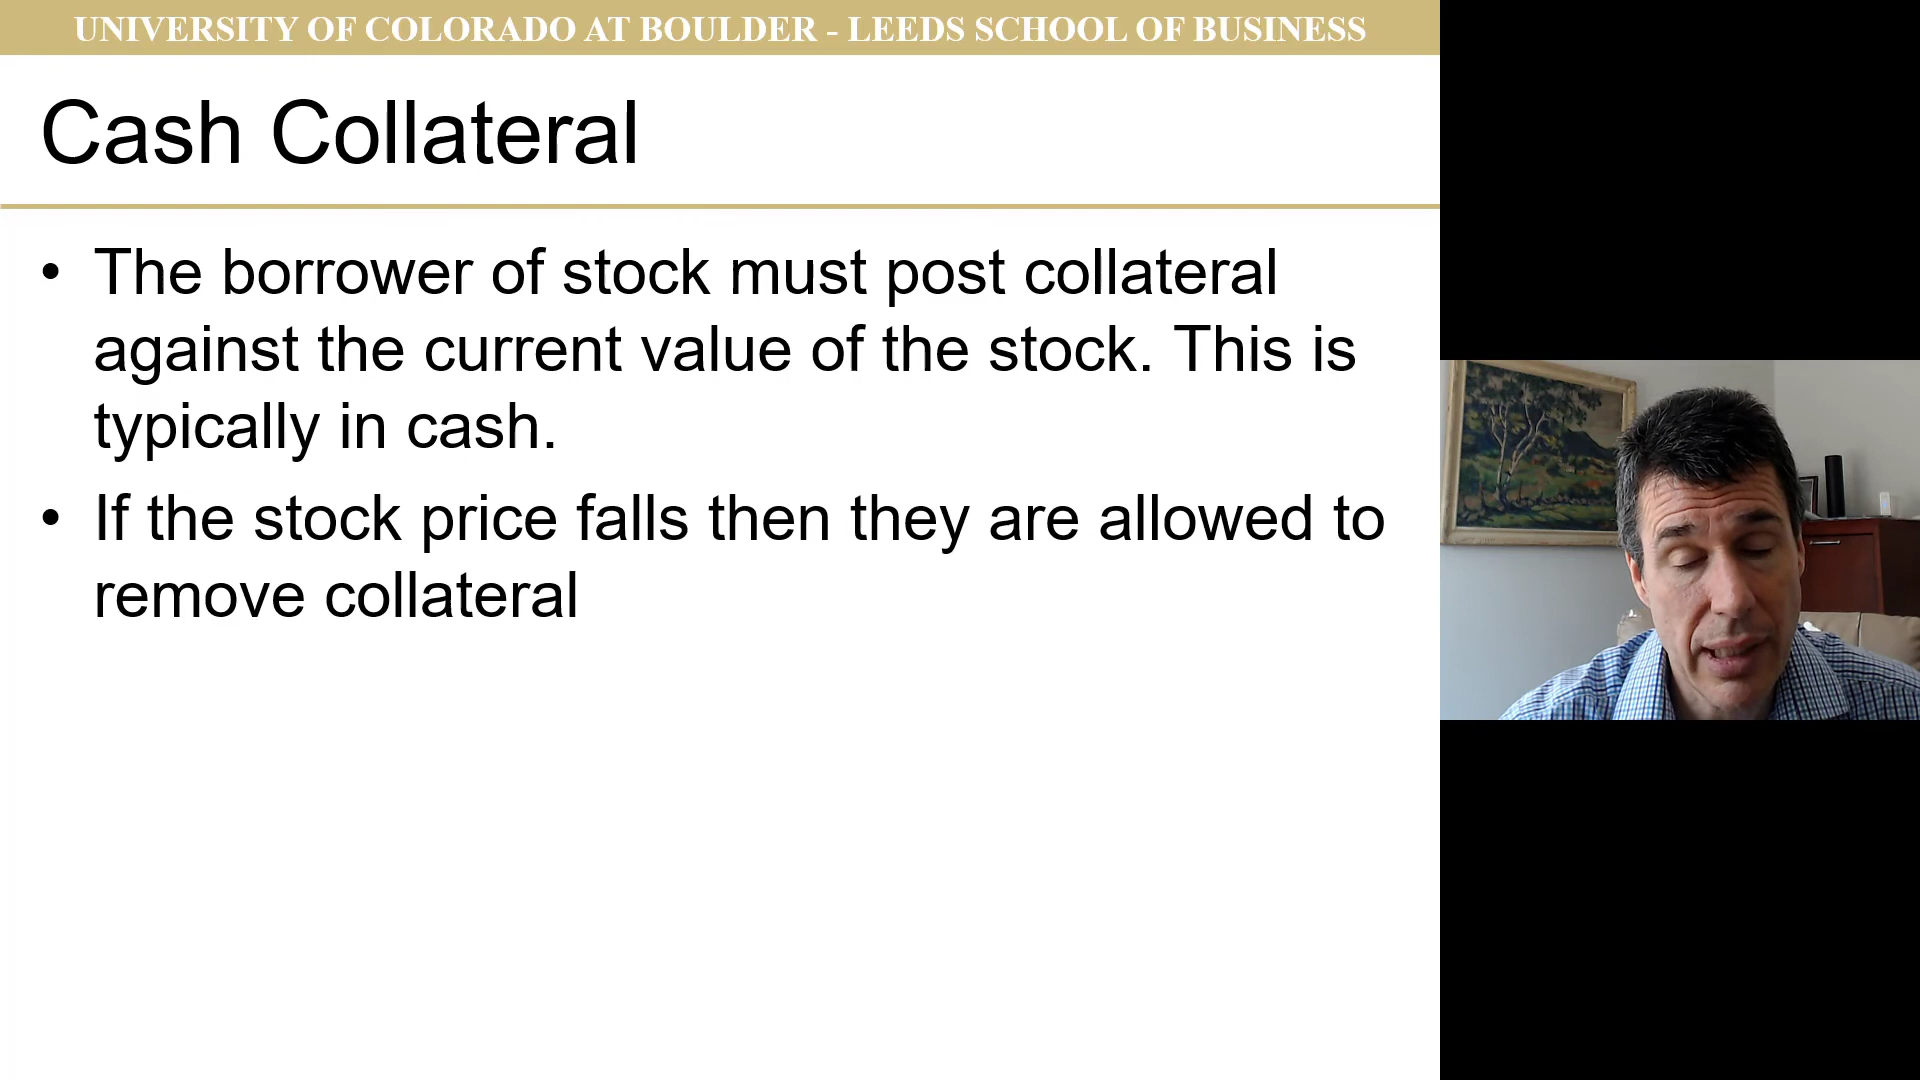 UNIVERSITY OF COLORADO AT BOULDER - LEEDS SCHOOL OF BUSINESS
Cash Collateral
• The borrower of stock must post collateral
against the current value of the stock. This is
typically in cash.
• If the stock price falls then they are allowed to
remove collateral